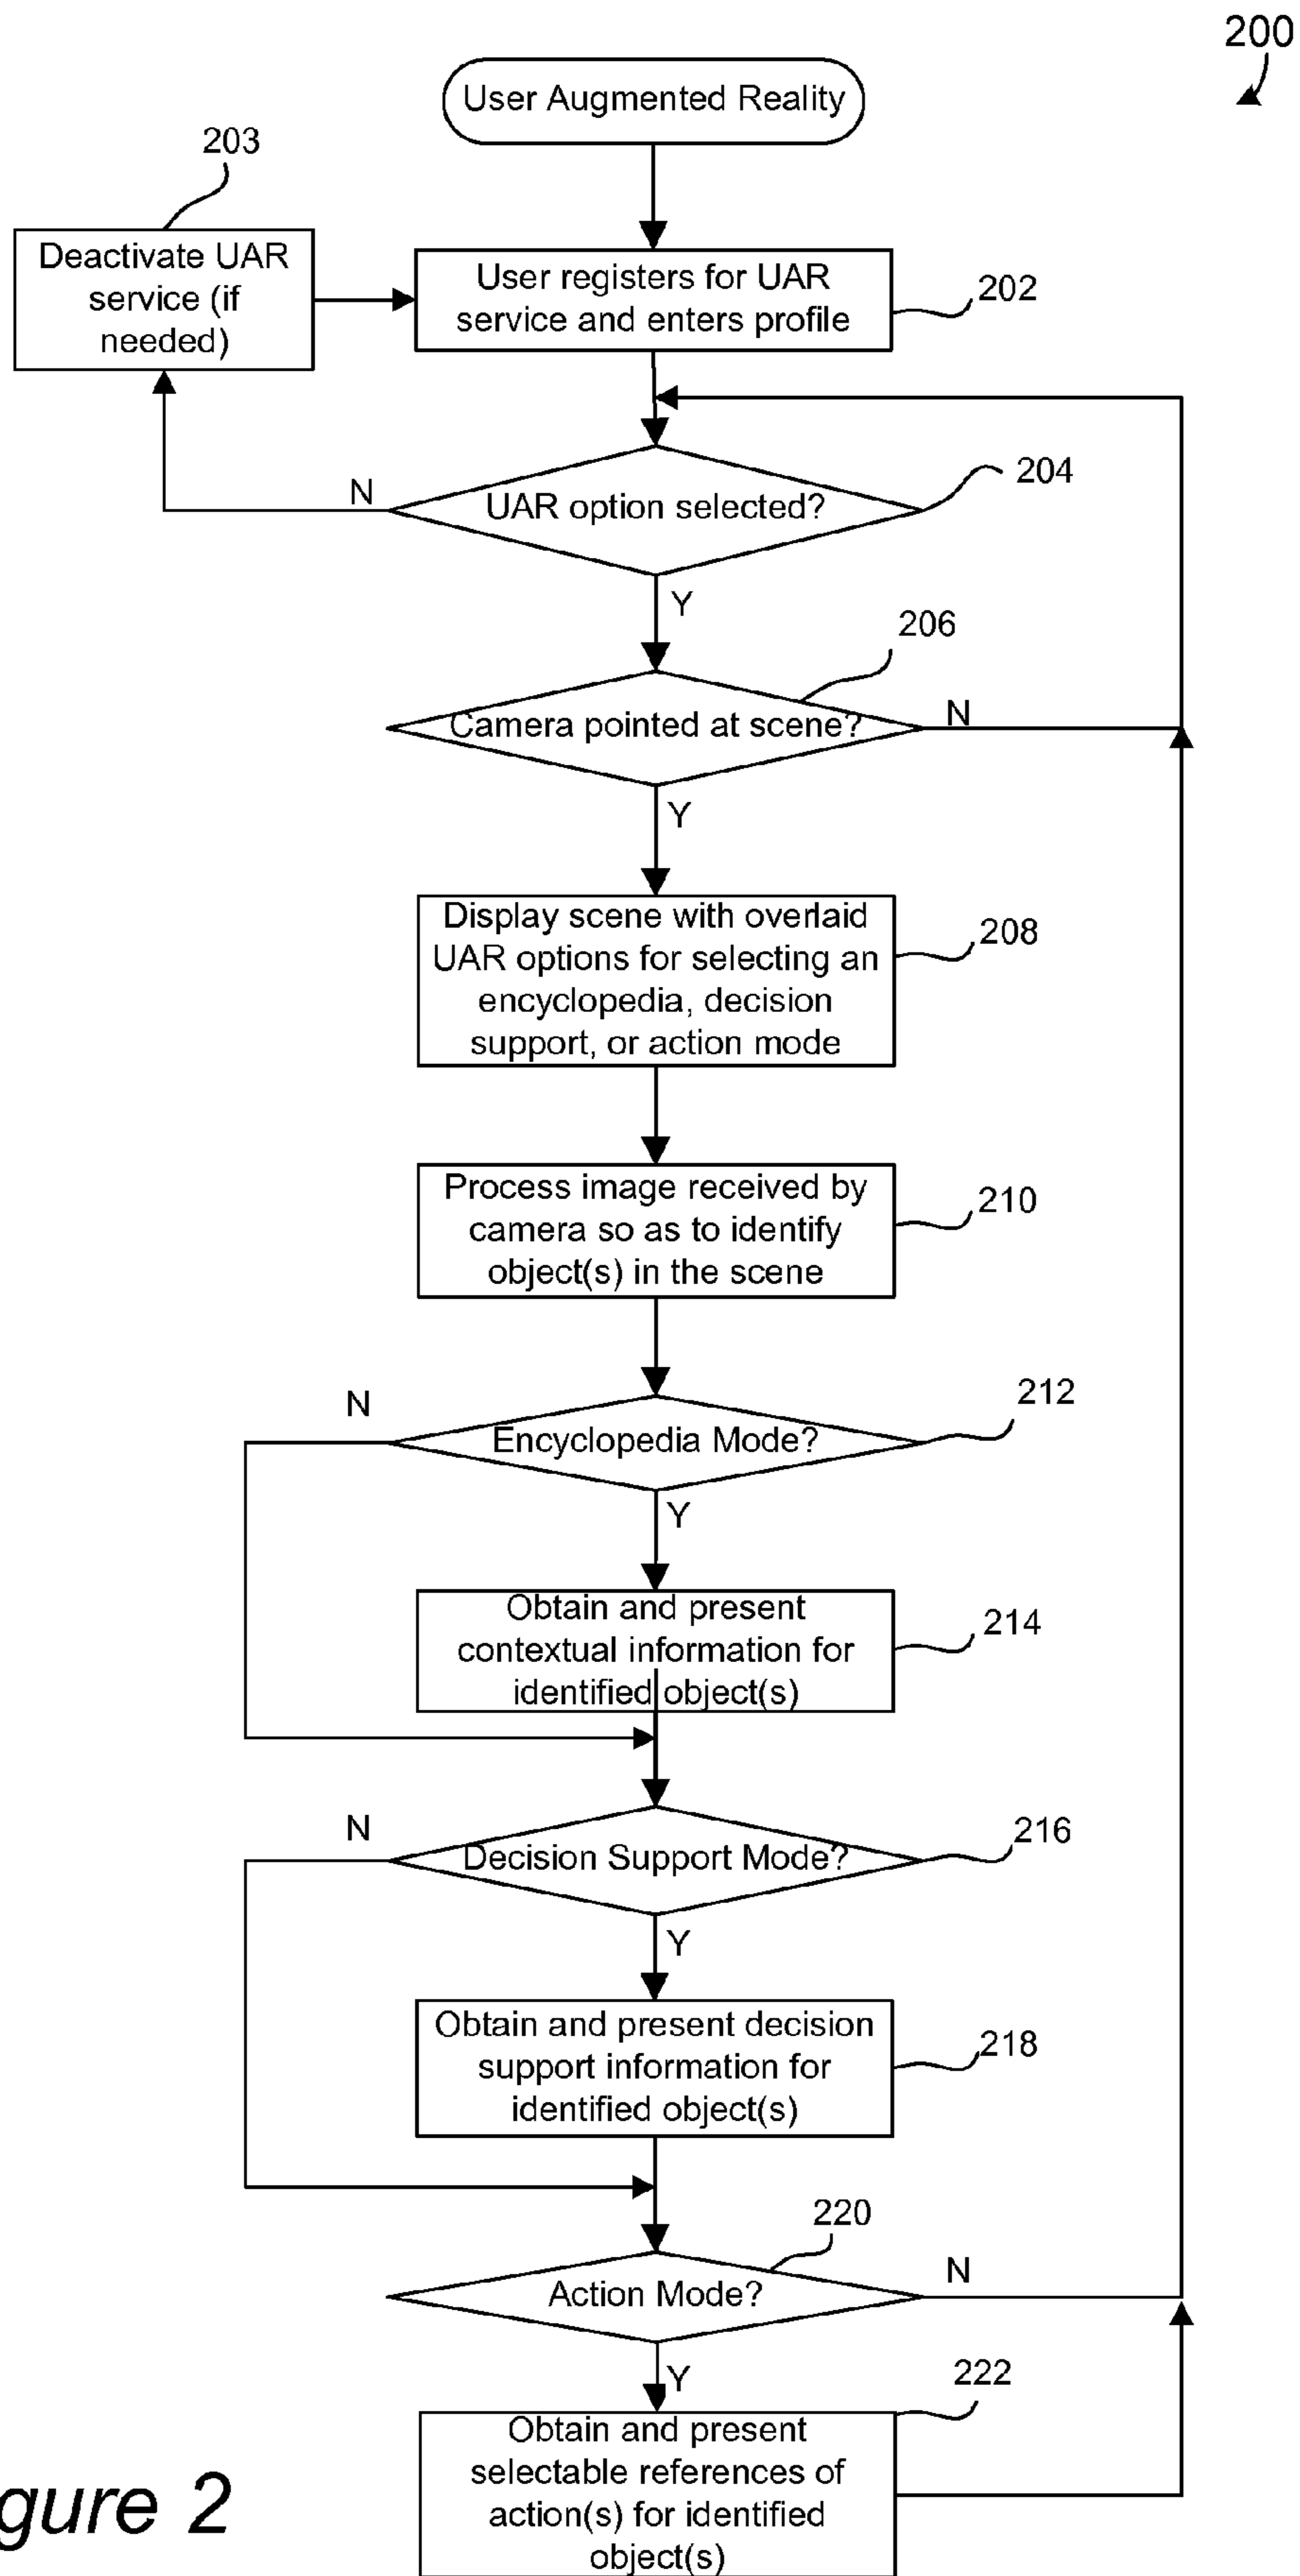 200
User Augmented Reality
203
Deactivate UAR
service (if
needed)
User registers for UAR
service and enters profile
202
N
UAR option selected?
204
Y
206
Camera pointed at scene?
N
Y
Display scene with overlaid
UAR options for selecting an
encyclopedia, decision
support, or action mode
208
Process image received by
camera so as to identify
object(s) in the scene
210
N
Encyclopedia Mode?
212
Y
Obtain and present
contextual information for
identified object(s)
214
N
Decision Support Mode?
216
Y
Obtain and present decision
support information for
identified object(s)
218
220
Action Mode?
N
Y
222
Obtain and present
selectable references of
action(s) for identified
object(s)
gure 2